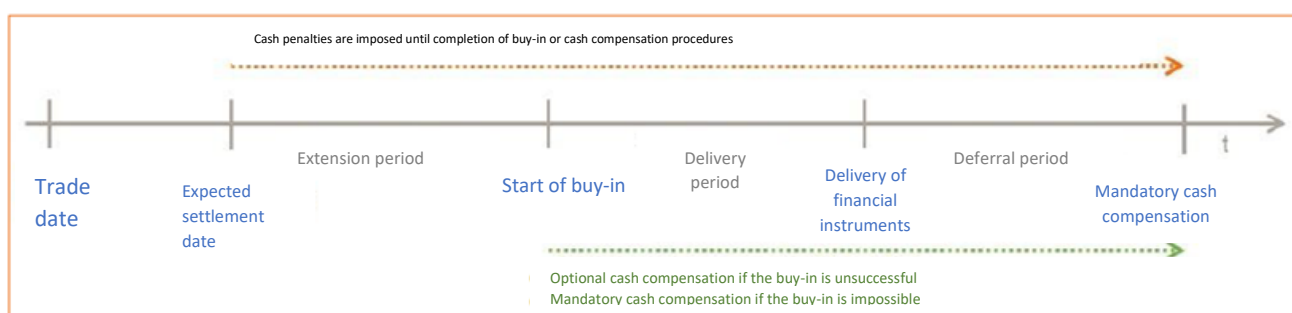 Cash penalties are imposed until completion of buy-in or cash compensation procedures
t
Extension period
Delivery
period
Deferral period
Trade
date
Expected
settlement
date
Start of buy-in
Delivery of
financial
instruments
Mandatory cash
compensation
Optional cash compensation if the buy-in is unsuccessful
Mandatory cash compensation if the buy-in is impossible